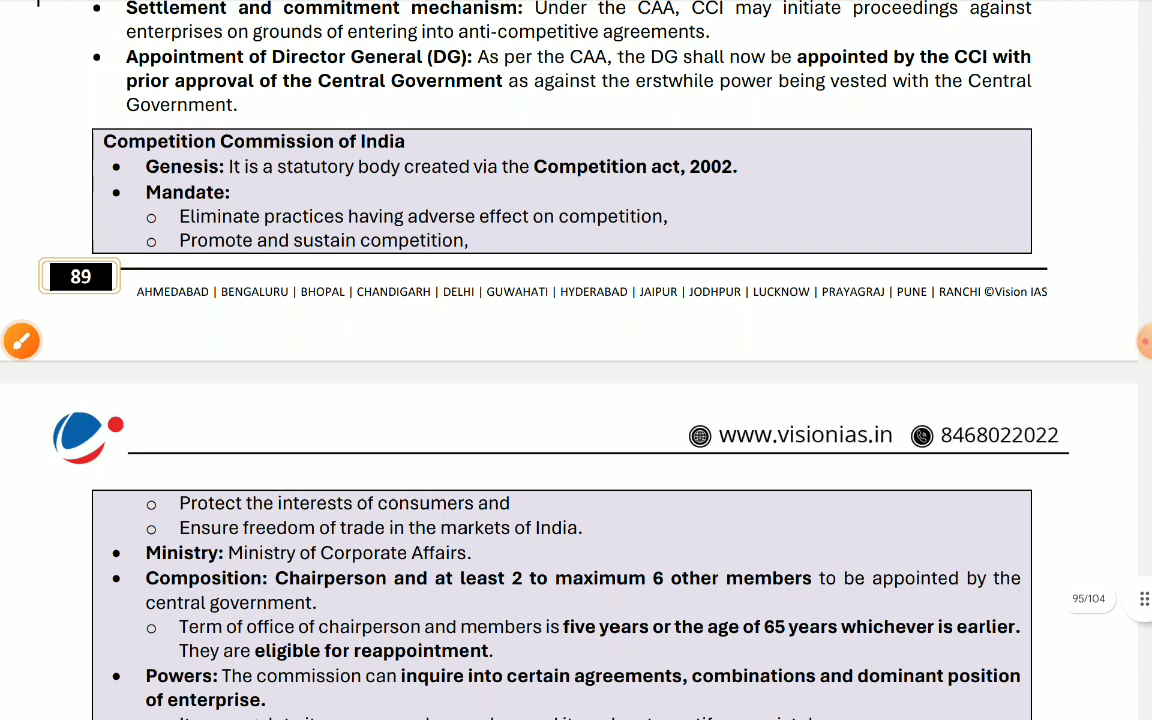 • Settlement and commitment mechanism: Under the CAA, CCI may initiate proceedings against
enterprises on grounds of entering into anti-competitive agreements.
• Appointment of Director General (DG): As per the CAA, the DG shall now be appointed by the CCI with
prior approval of the Central Government as against the erstwhile power being vested with the Central
Government.
Competition Commission of India
• Genesis: It is a statutory body created via the Competition act, 2002.
• Mandate:
o Eliminate practices having adverse effect on competition,
o Promote and sustain competition,
89
AHMEDABAD | BENGALURU | BHOPAL | CHANDIGARH | DELHI | GUWAHATI | HYDERABAD | JAIPUR | JODHPUR | LUCKNOW | PRAYAGRAJ | PUNE | RANCHI ©Vision IAS
www.visionias.in 8468022022
o Protect the interests of consumers and
o Ensure freedom of trade in the markets of India.
• Ministry: Ministry of Corporate Affairs.
• Composition: Chairperson and at least 2 to maximum 6 other members to be appointed by the
central government.
95/104
o Term of office of chairperson and members is five years or the age of 65 years whichever is earlier.
They are eligible for reappointment.
• Powers: The commission can inquire into certain agreements, combinations and dominant position
of enterprise.